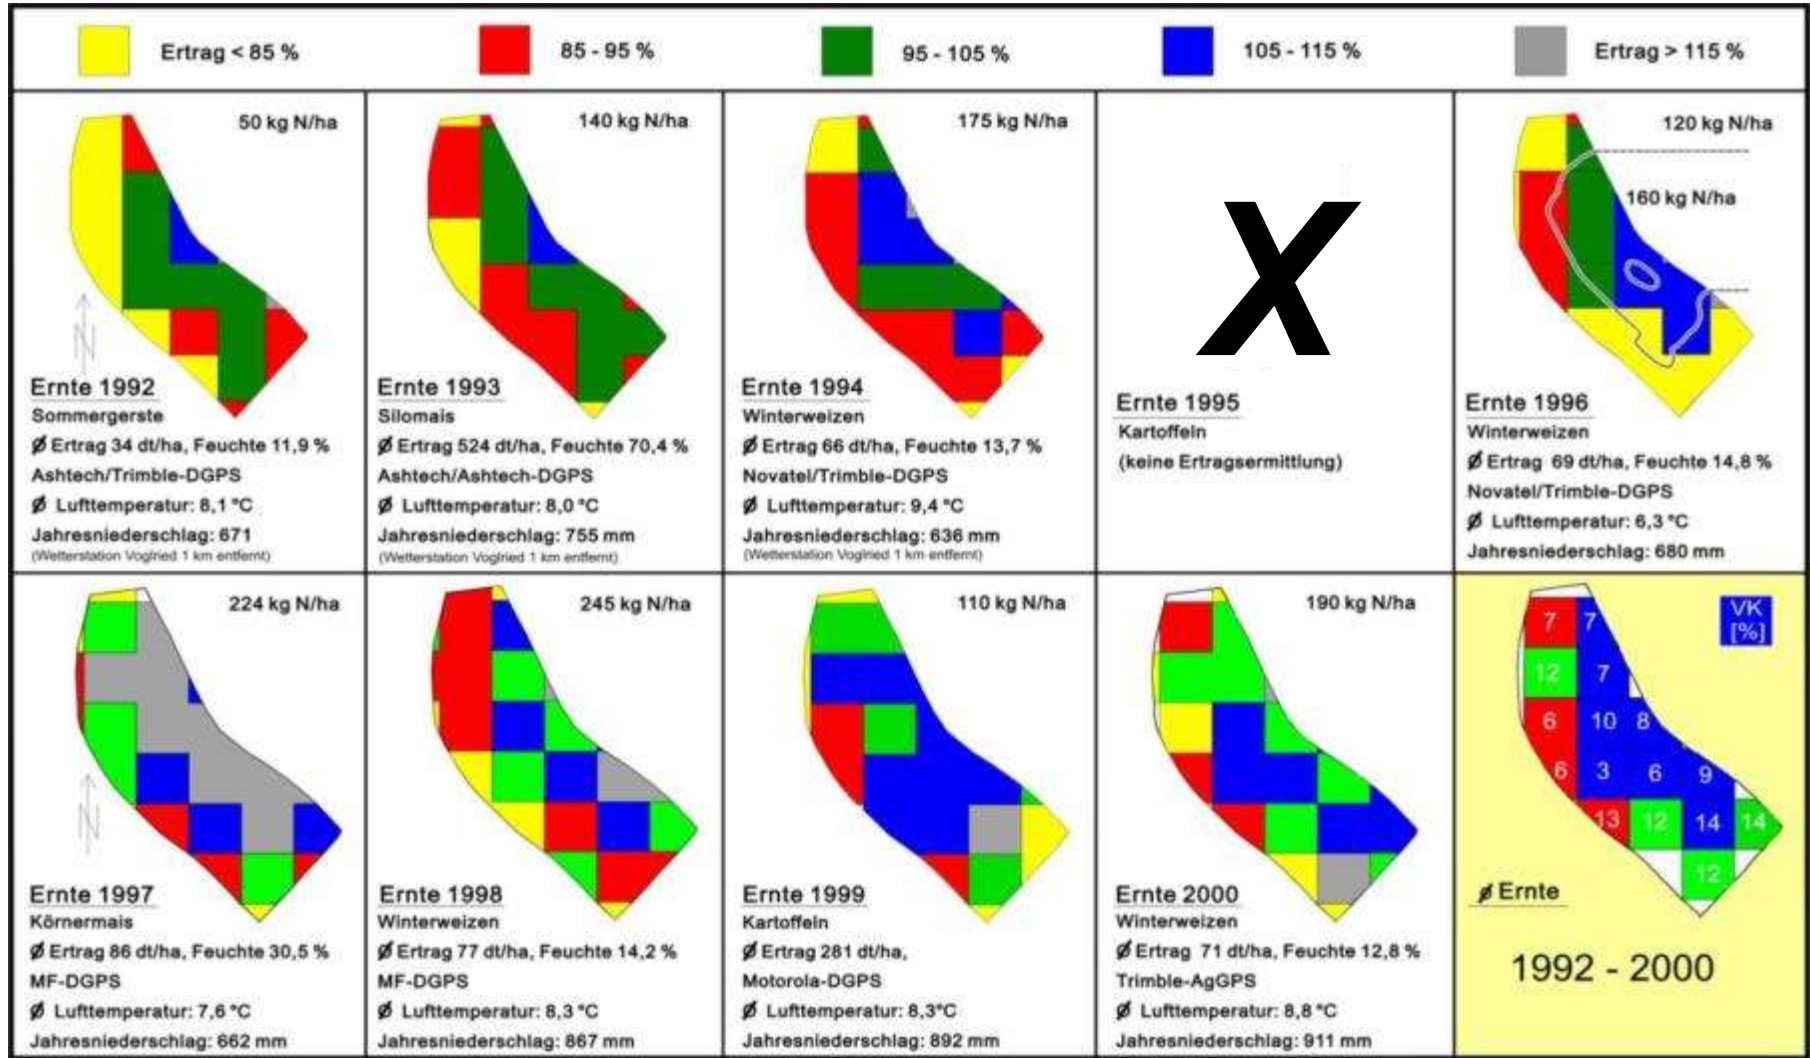 Ertrag < 85 %
85 - 95 %
95 - 105 %
105 - 115 %
Ertrag > 115 %
50 kg N/ha
N
Ernte 1992
Sommergerste
Ø Ertrag 34 dt/ha, Feuchte 11,9 %
Ashtech/Trimble-DGPS
Ø Lufttemperatur: 8,1 °C
Jahresniederschlag: 671
(Wetterstation Voglried 1 km entfernt)
140 kg N/ha
Ernte 1993
Silomais
Ø Ertrag 524 dt/ha, Feuchte 70,4 %
Ashtech/Ashtech-DGPS
Ø Lufttemperatur: 8,0 °C
Jahresniederschlag: 755 mm
(Wetterstation Voglried 1 km entfernt)
175 kg N/ha
Ernte 1994
Winterweizen
Ø Ertrag 66 dt/ha, Feuchte 13,7 %
Novatel/Trimble-DGPS
Ø Lufttemperatur: 9,4 °C
Jahresniederschlag: 636 mm
(Wetterstation Voglried 1 km entfernt)
X
Ernte 1995
Kartoffeln
(keine Ertragsermittlung)
120 kg N/ha
160 kg N/ha
Ernte 1996
Winterweizen
Ø Ertrag 69 dt/ha, Feuchte 14,8 %
Novatel/Trimble-DGPS
Ø Lufttemperatur: 6,3 °C
Jahresniederschlag: 680 mm
224 kg N/ha
N
Ernte 1997
Körnermais
Ø Ertrag 86 dt/ha, Feuchte 30,5 %
MF-DGPS
Ø Lufttemperatur: 7,6 °C
Jahresniederschlag: 662 mm
245 kg N/ha
Ernte 1998
Winterweizen
Ø Ertrag 77 dt/ha, Feuchte 14,2 %
MF-DGPS
Ø Lufttemperatur: 8,3 °C
Jahresniederschlag: 867 mm
110 kg N/ha
Ernte 1999
Kartoffeln
Ø Ertrag 281 dt/ha,
Motorola-DGPS
Ø Lufttemperatur: 8,3°C
Jahresniederschlag: 892 mm
190 kg N/ha
Ernte 2000
Winterweizen
Ø Ertrag 71 dt/ha, Feuchte 12,8 %
Trimble-AgGPS
Ø Lufttemperatur: 8,8 °C
Jahresniederschlag: 911 mm
VK
[%]
7 7
12 7
6 10 8
6 3 6 9
13 12 14 14
12
Ø Ernte
1992 - 2000